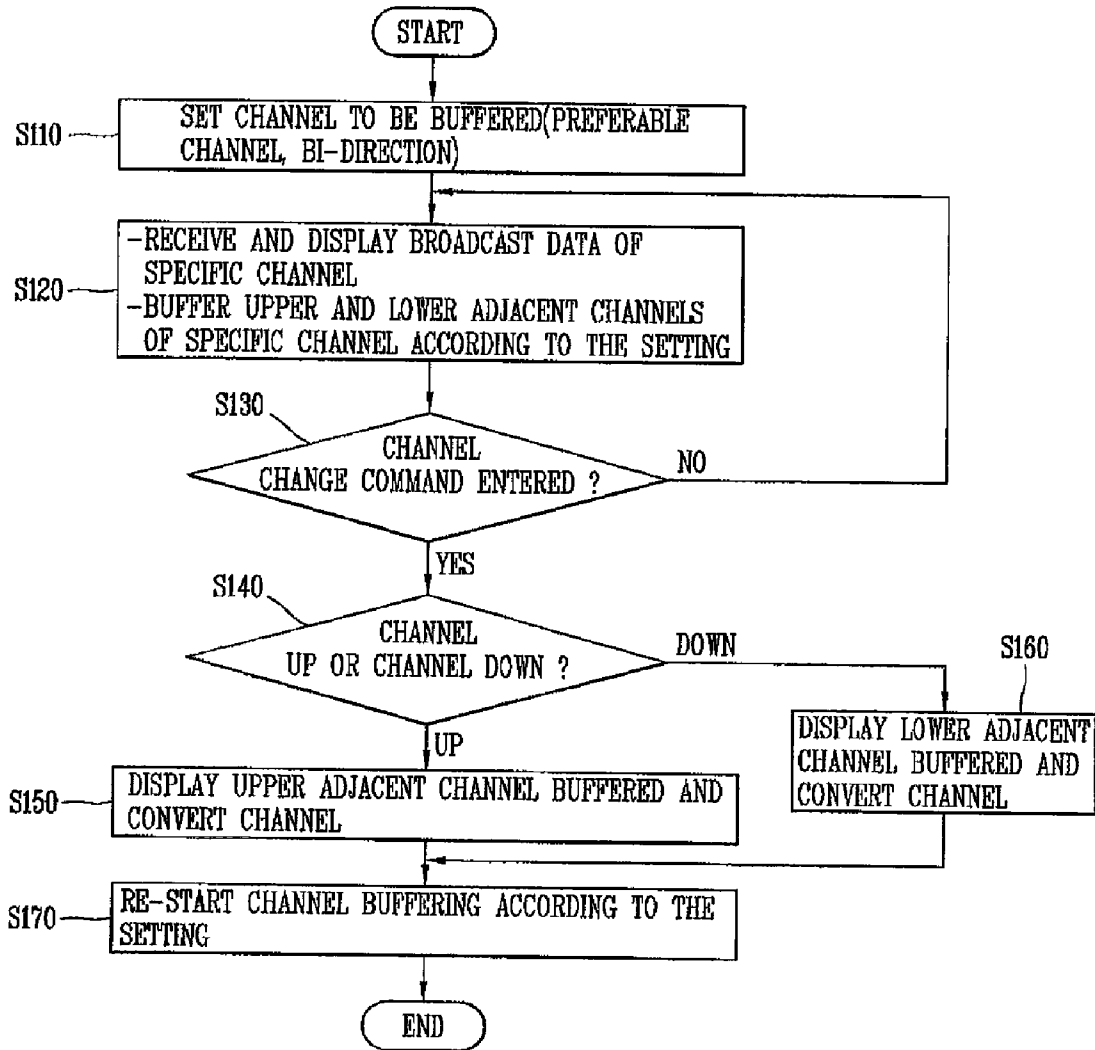 START
S110
SET CHANNEL TO BE BUFFERED(PREFERABLE
CHANNEL, BI-DIRECTION)
S120
-RECEIVE AND DISPLAY BROADCAST DATA OF
SPECIFIC CHANNEL
-BUFFER UPPER AND LOWER ADJACENT CHANNELS
OF SPECIFIC CHANNEL ACCORDING TO THE SETTING
S130
CHANNEL
CHANGE COMMAND ENTERED ?
NO
YES
S140
CHANNEL
UP OR CHANNEL DOWN ?
DOWN
S160
DISPLAY LOWER ADJACENT
CHANNEL BUFFERED AND
CONVERT CHANNEL
UP
S150
DISPLAY UPPER ADJACENT CHANNEL BUFFERED AND
CONVERT CHANNEL
S170
RE-START CHANNEL BUFFERING ACCORDING TO THE
SETTING
END